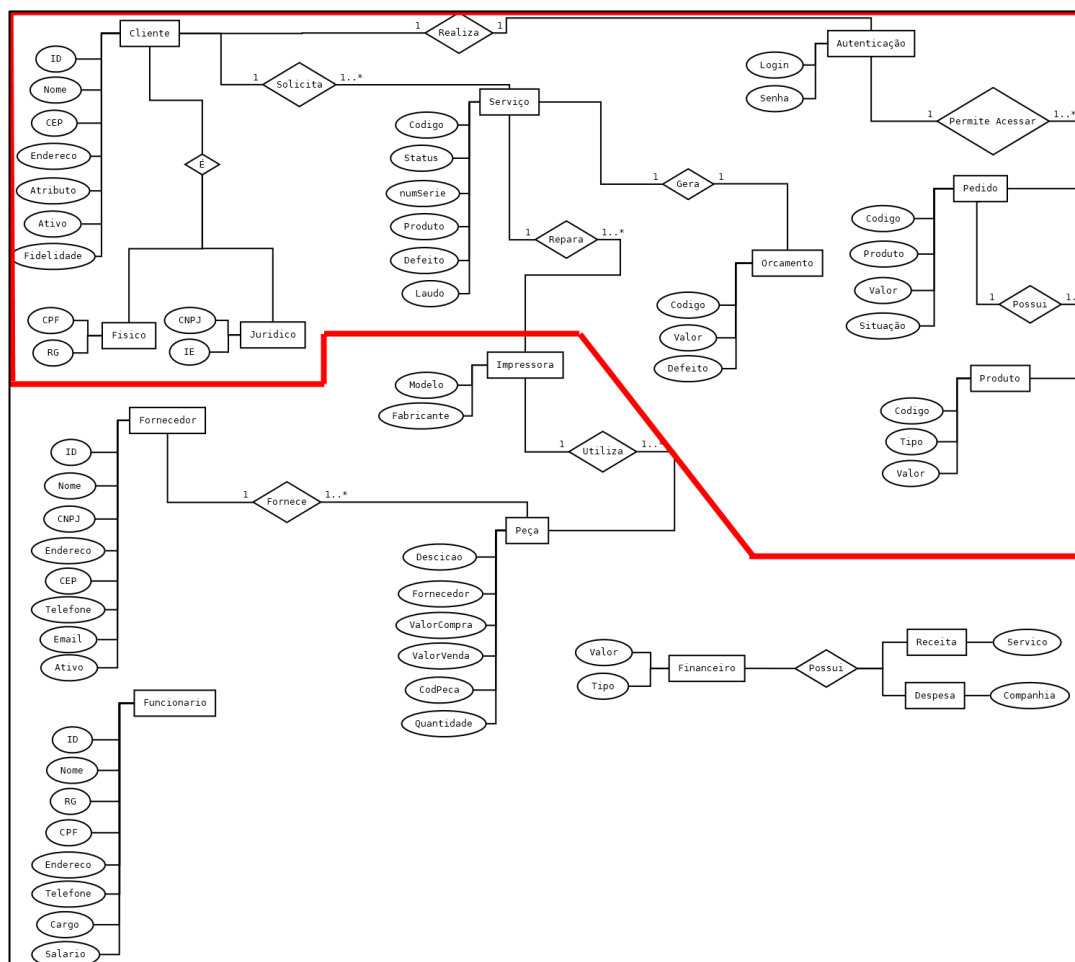 Cliente
1
Realiza
1
Autenticação
ID
Nome
CEP
Endereco
Atributo
Ativo
Fidelidade
1
Solicita
1..*
Login
Senha
1
Permite Acessar
1..*
É
Serviço
Codigo
Status
numSerie
Produto
Defeito
Laudo
1
Gera
1
1
Repara
1..*
Orcamento
Codigo
Valor
Defeito
Pedido
Codigo
Produto
Valor
Situação
1
Possui
1..
CPF
RG
Fisico
CNPJ
IE
Juridico
Impressora
Modelo
Fabricante
1
Utiliza
1..*
Produto
Codigo
Tipo
Valor
Fornecedor
ID
Nome
CNPJ
Endereco
CEP
Telefone
Email
Ativo
1
Fornece
1..*
Peça
Descicao
Fornecedor
ValorCompra
ValorVenda
CodPeca
Quantidade
Valor
Tipo
Financeiro
Possui
Receita
Servico
Despesa
Companhia
Funcionario
ID
Nome
RG
CPF
Endereco
Telefone
Cargo
Salario